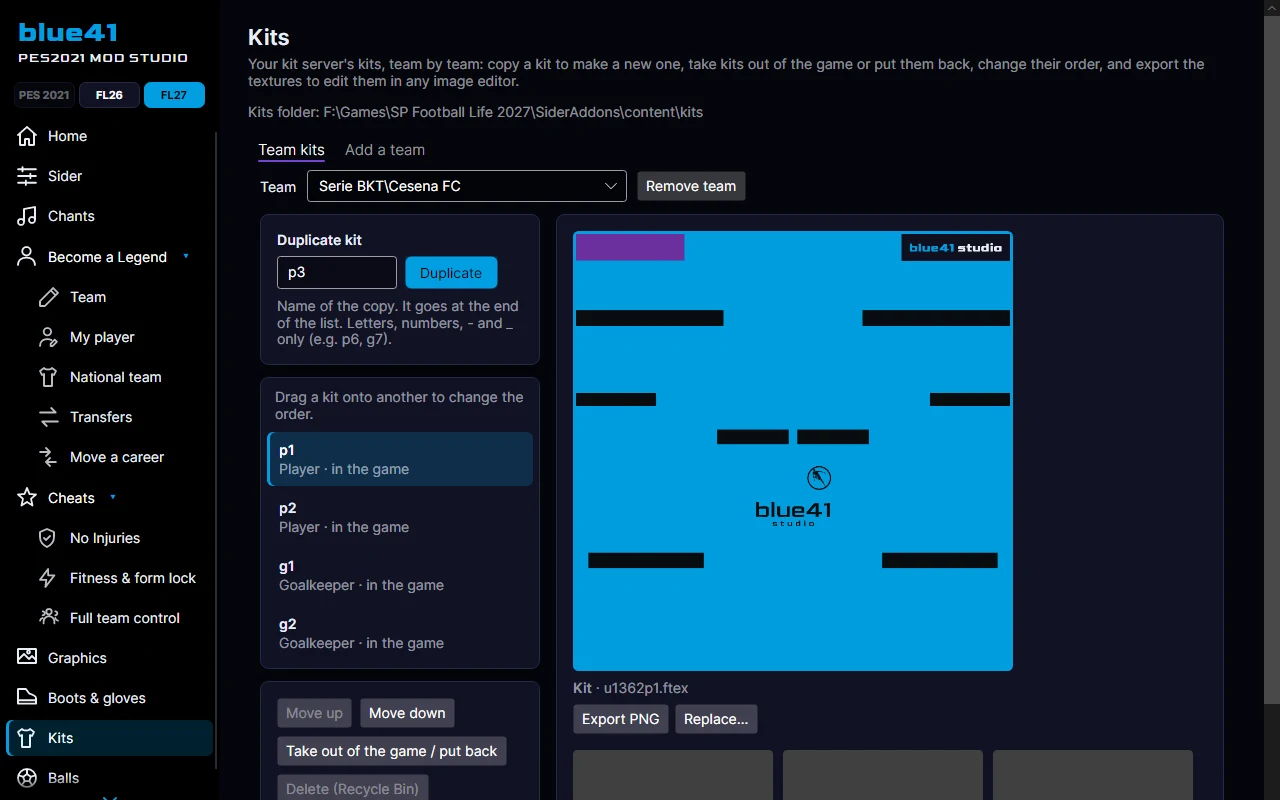 blue41
PES2021 MOD STUDIO
PES 2021
FL26
FL27
Home
Sider
Chants
Become a Legend
Team
My player
National team
Transfers
Move a career
Cheats
No Injuries
Fitness & form lock
Full team control
Graphics
Boots & gloves
Kits
Balls
Kits
Your kit server's kits, team by team: copy a kit to make a new one, take kits out of the game or put them back, change their order, and export the
textures to edit them in any image editor.
Kits folder: F:\Games\SP Football Life 2027\SiderAddons\content\kits
Team kits
Add a team
Team
Serie BKT\Cesena FC
Remove team
Duplicate kit
p3
Duplicate
Name of the copy. It goes at the end
of the list. Letters, numbers, - and _
only (e.g. p6, g7).
Drag a kit onto another to change the
order.
p1
Player · in the game
p2
Player · in the game
g1
Goalkeeper · in the game
g2
Goalkeeper · in the game
Move up
Move down
Take out of the game / put back
Delete (Recycle Bin)
blue41 studio
blue41
studio
Kit · u1362p1.ftex
Export PNG
Replace...